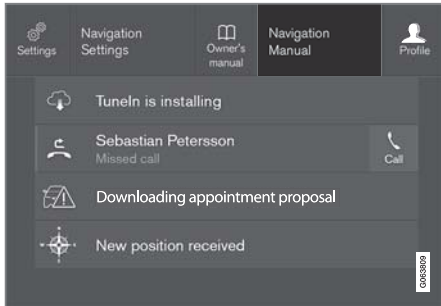 Settings
Navigation
Settings
Owner's
manual
Navigation
Manual
Profile
TuneIn is installing
Sebastian Petersson
Missed call
Call
Downloading appointment proposal
New position received
G063809